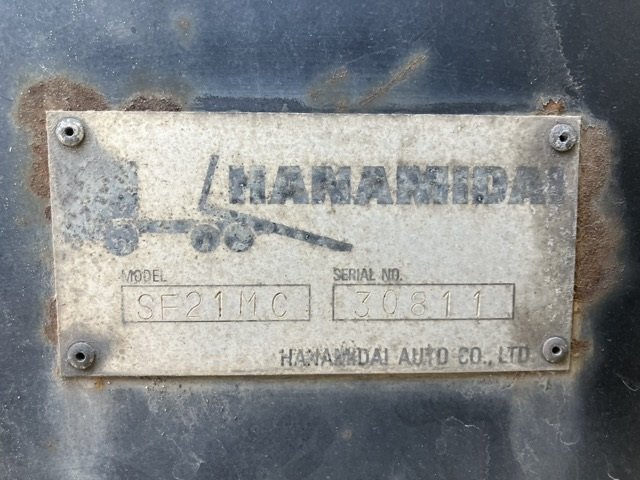 HANAMIDAI
MODEL
SERIAL NO.
SF21MC
30811
HANAMIDAI AUTO CO., LTD.